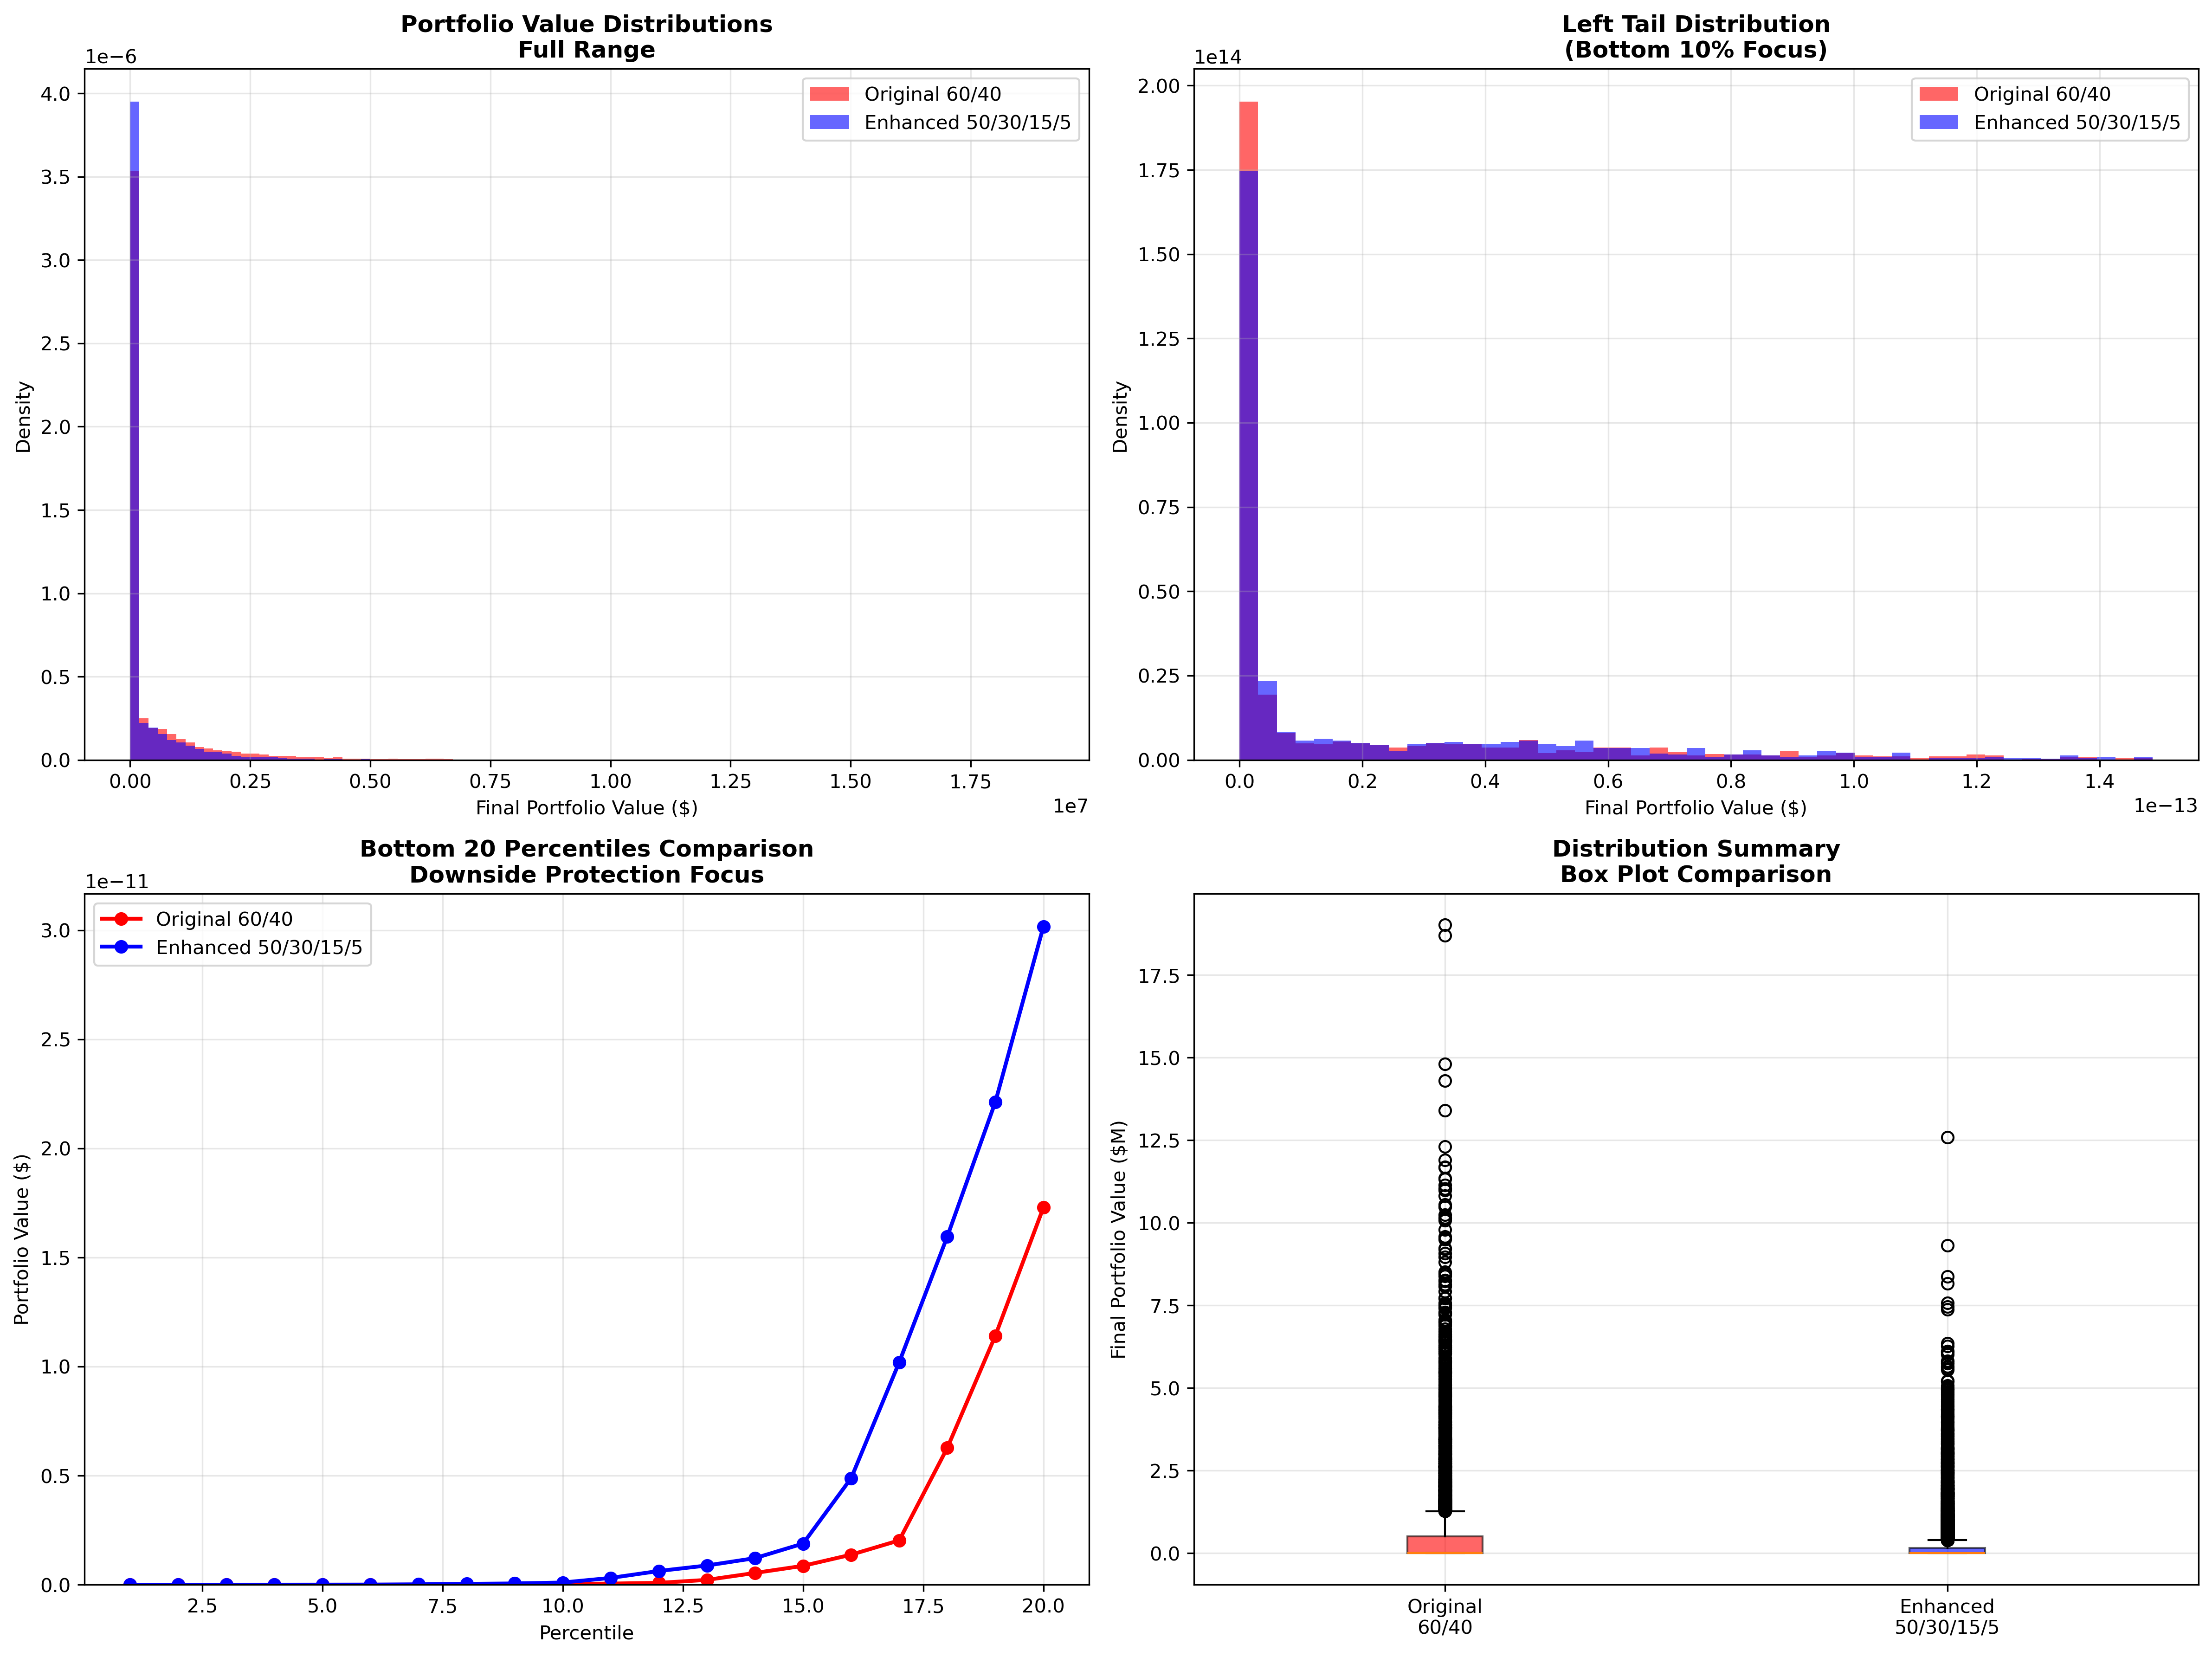 Portfolio Value Distributions
Full Range
1e−6
4.0
3.5
3.0
2.5
2.0
1.5
1.0
0.5
0.0
Density
0.00 0.25 0.50 0.75 1.00 1.25 1.50 1.75
1e7
Final Portfolio Value ($)
Original 60/40
Enhanced 50/30/15/5
Left Tail Distribution
(Bottom 10% Focus)
1e14
2.00
1.75
1.50
1.25
1.00
0.75
0.50
0.25
0.00
Density
0.0 0.2 0.4 0.6 0.8 1.0 1.2 1.4
1e−13
Final Portfolio Value ($)
Original 60/40
Enhanced 50/30/15/5
Bottom 20 Percentiles Comparison
Downside Protection Focus
1e−11
Original 60/40
Enhanced 50/30/15/5
3.0
2.5
2.0
1.5
1.0
0.5
0.0
Portfolio Value ($)
2.5 5.0 7.5 10.0 12.5 15.0 17.5 20.0
Percentile
Distribution Summary
Box Plot Comparison
17.5
15.0
12.5
10.0
7.5
5.0
2.5
0.0
Final Portfolio Value ($M)
Original
60/40
Enhanced
50/30/15/5